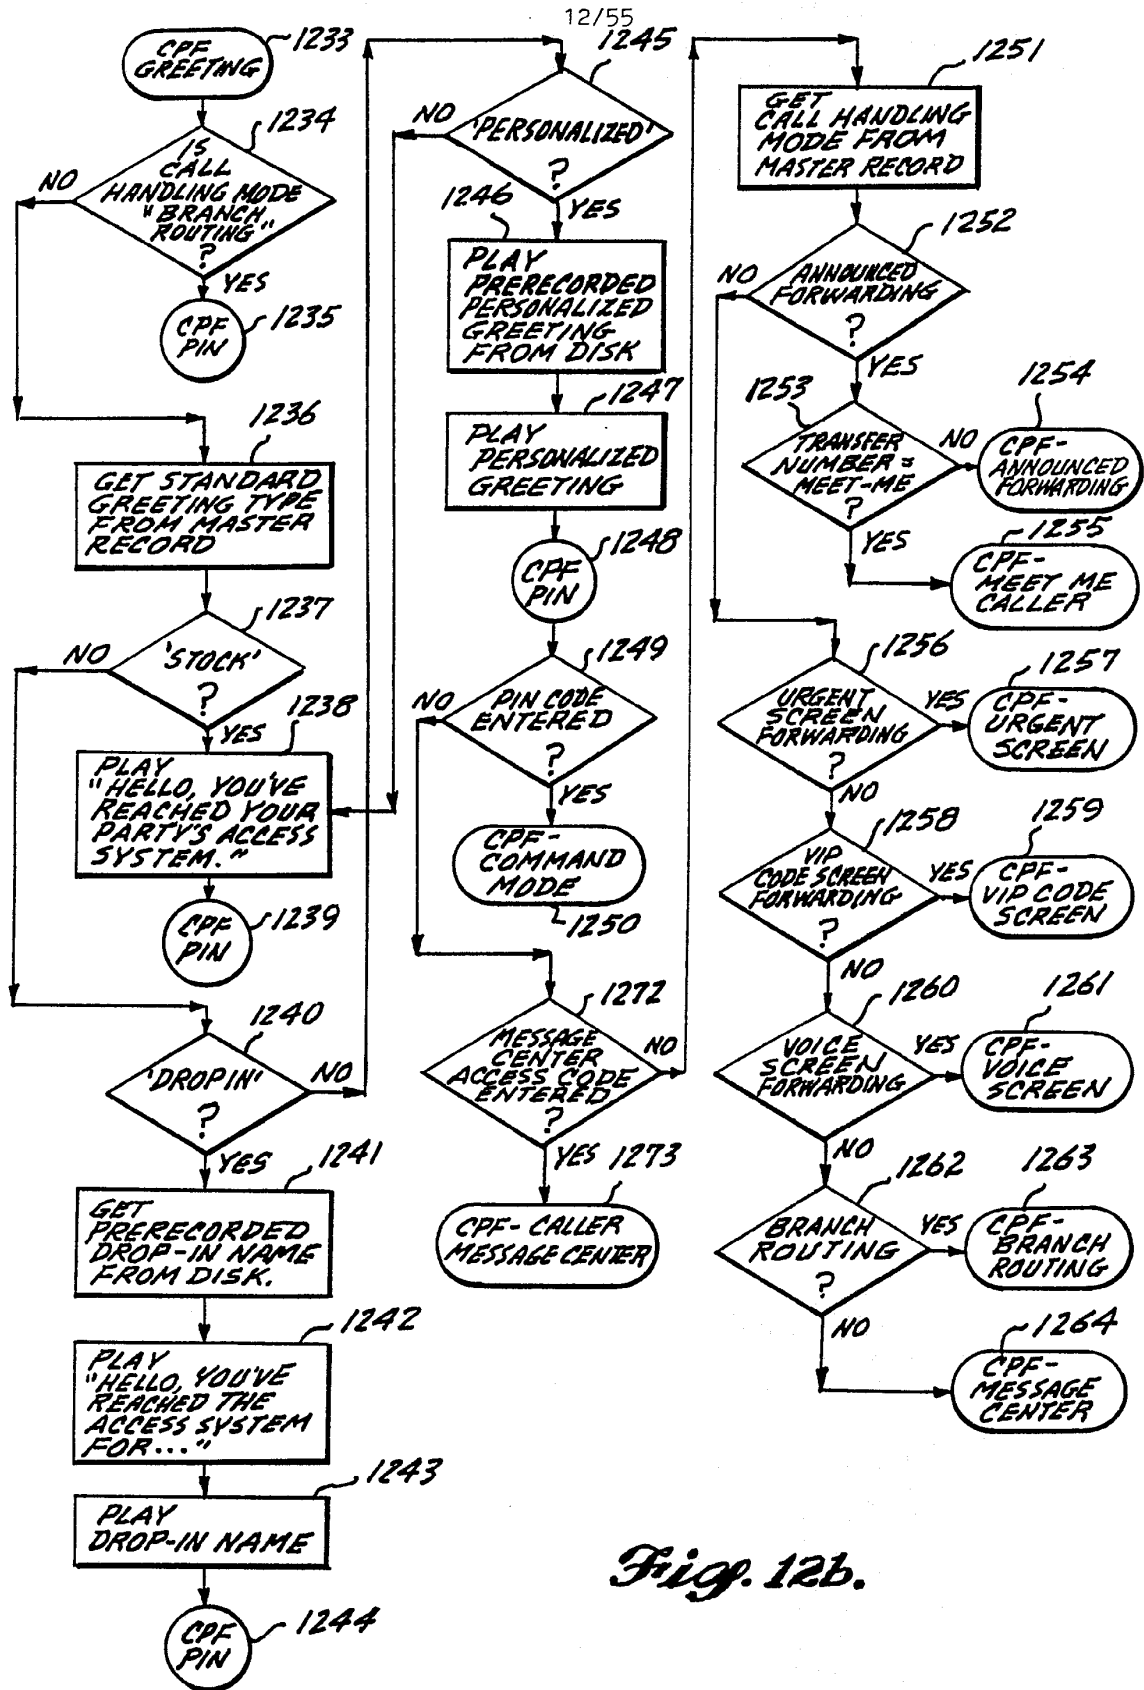 12/55
CPF
GREETING
1233
IS
CALL
HANDLING MODE
"BRANCH
ROUTING"
?
1234
NO
YES
CPF
PIN
1235
1236
GET STANDARD
GREETING TYPE
FROM MASTER
RECORD
1237
'STOCK'
?
NO
YES
1238
PLAY
"HELLO, YOU'VE
REACHED YOUR
PARTY'S ACCESS
SYSTEM."
CPF
PIN
1239
1240
'DROP IN'
?
NO
YES
1241
GET
PRERECORDED
DROP-IN NAME
FROM DISK.
1242
PLAY
"HELLO, YOU'VE
REACHED THE
ACCESS SYSTEM
FOR..."
1243
PLAY
DROP-IN NAME
CPF
PIN
1244
1245
'PERSONALIZED'
?
NO
YES
1246
PLAY
PRERECORDED
PERSONALIZED
GREETING
FROM DISK
1247
PLAY
PERSONALIZED
GREETING
1248
CPF
PIN
1249
PIN CODE
ENTERED
?
NO
YES
CPF-
COMMAND
MODE
1250
1272
MESSAGE
CENTER
ACCESS CODE
ENTERED
?
NO
YES
1273
CPF-CALLER
MESSAGE CENTER
1251
GET
CALL HANDLING
MODE FROM
MASTER RECORD
1252
ANNOUNCED
FORWARDING
?
NO
YES
1253
TRANSFER
NUMBER =
MEET-ME
?
NO
YES
1254
CPF-
ANNOUNCED
FORWARDING
1255
CPF-
MEET ME
CALLER
1256
URGENT
SCREEN
FORWARDING
?
YES
NO
1257
CPF-
URGENT
SCREEN
1258
VIP
CODE SCREEN
FORWARDING
?
YES
NO
1259
CPF-
VIP CODE
SCREEN
1260
VOICE
SCREEN
FORWARDING
?
YES
NO
1261
CPF-
VOICE
SCREEN
1262
BRANCH
ROUTING
?
YES
NO
1263
CPF-
BRANCH
ROUTING
1264
CPF-
MESSAGE
CENTER
Fig. 12b.